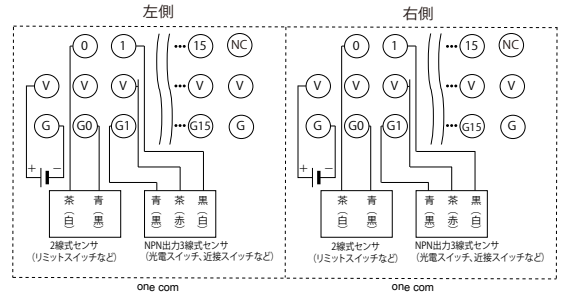 左側
0 1 •••15 NC
V V V •••V V
G G0 G1 •••G15 G
+ −
茶 青
(白) (黒)
青 茶 黒
(黒) (赤) (白)
2線式センサ
(リミットスイッチなど)
NPN出力3線式センサ
(光電スイッチ、近接スイッチなど)
one com
右側
0 1 •••15 NC
V V V •••V V
G G0 G1 •••G15 G
+ −
茶 青
(白) (黒)
青 茶 黒
(黒) (赤) (白)
2線式センサ
(リミットスイッチなど)
NPN出力3線式センサ
(光電スイッチ、近接スイッチなど)
one com